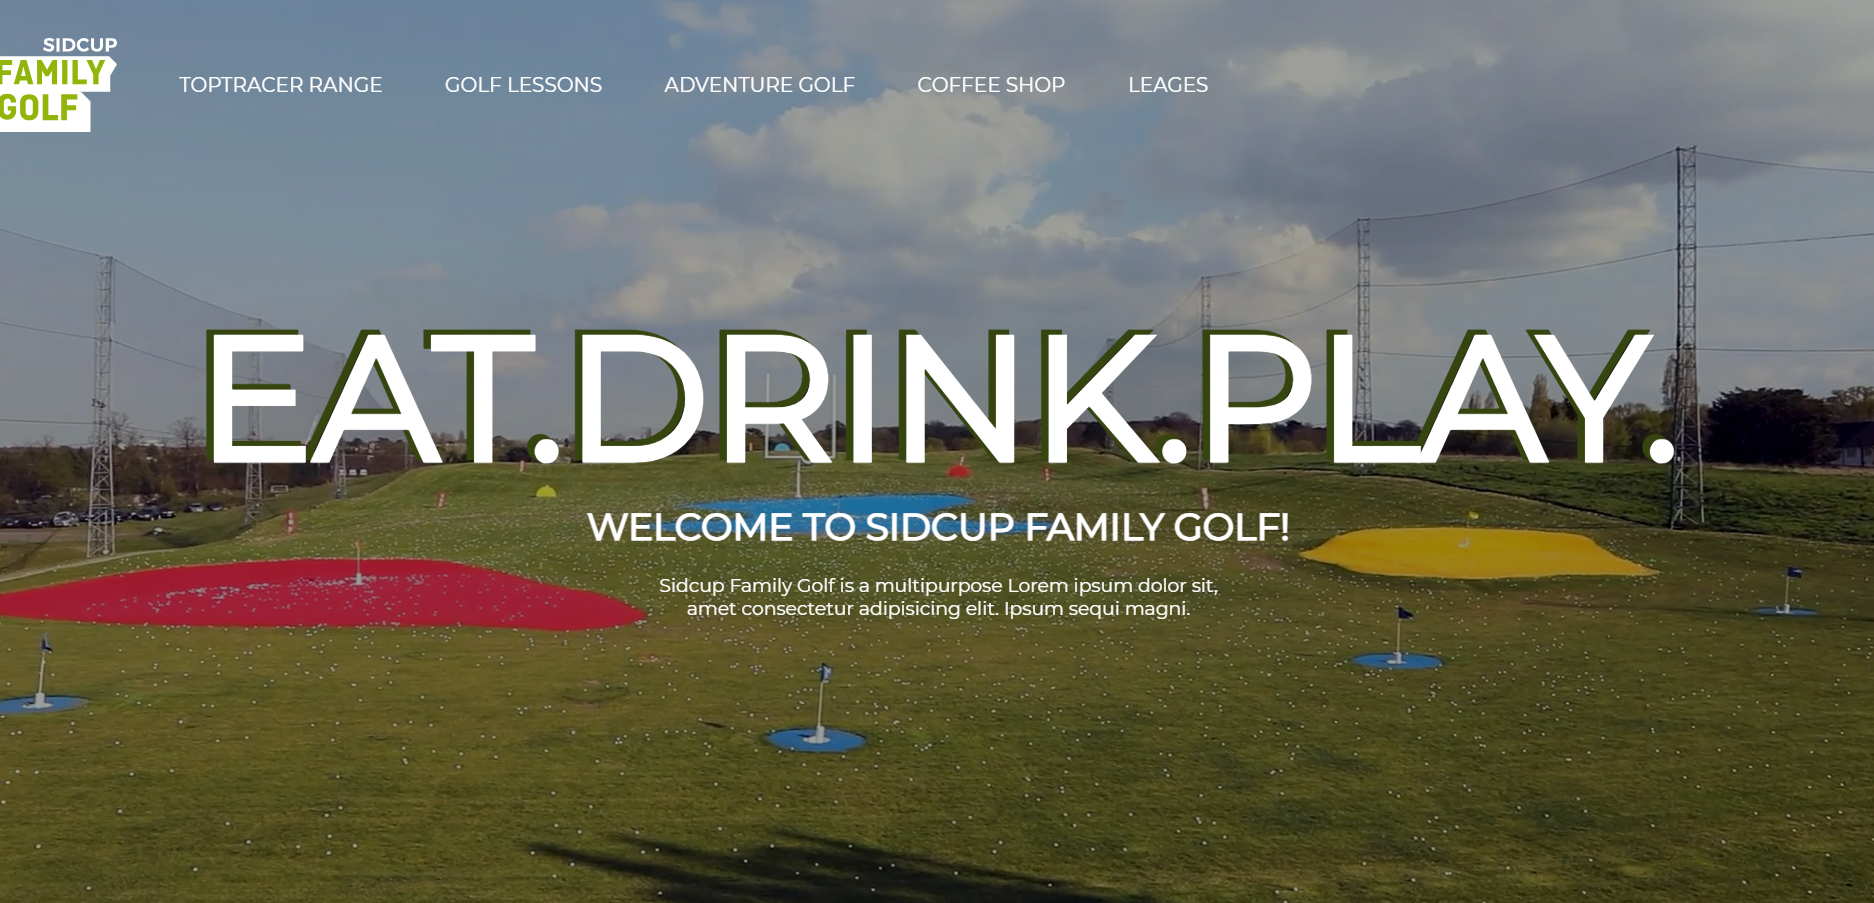 SIDCUP
FAMILY
GOLF
TOPTRACER RANGE
GOLF LESSONS
ADVENTURE GOLF
COFFEE SHOP
LEAGES
EAT.DRINK.PLAY.
WELCOME TO SIDCUP FAMILY GOLF!
Sidcup Family Golf is a multipurpose Lorem ipsum dolor sit,
amet consectetur adipisicing elit. Ipsum sequi magni.